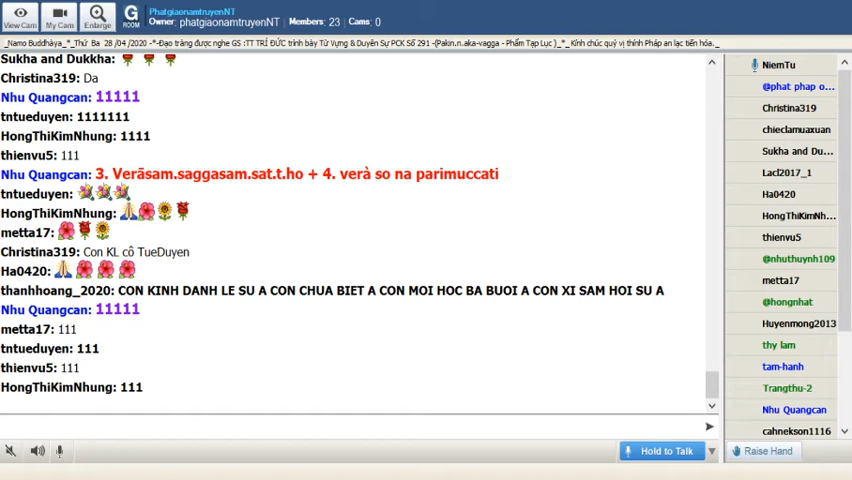 View Cam
My Cam
Enlarge
G
ROOM
PhatgiaonamtruyenNT
Owner: phatgiaonamtruyenNT Members: 23 Cams: 0
_Namo Buddhàya_*_Thứ Ba 28 /04 /2020 -*-Đạo tràng được nghe GS :TT TRÍ ĐỨC trình bày Từ Vựng & Duyên Sự PCK Số 291 -(Pakin.n.aka-vagga - Phẩm Tạp Lục )_*_ Kính chúc quý vị thính Pháp an lạc tiến hóa._
Sukha and Dukkha:
Christina319: Da
Nhu Quangcan: 11111
tntueduyen: 1111111
HongThiKimNhung: 1111
thienvu5: 111
Nhu Quangcan: 3. Verāsam.saggasam.sat.t.ho + 4. verà so na parimuccati
tntueduyen:
HongThiKimNhung:
metta17:
Christina319: Con KL cô TueDuyen
Ha0420:
thanhhoang_2020: CON KINH DANH LE SU A CON CHUA BIET A CON MOI HOC BA BUOI A CON XI SAM HOI SU A
Nhu Quangcan: 11111
metta17: 111
tntueduyen: 111
thienvu5: 111
HongThiKimNhung: 111
NiemTu
@phat phap o...
Christina319
chieclamuaxuan
Sukha and Duk...
Lacl2017_1
Ha0420
HongThiKimNh...
thienvu5
@nhuthuynh109
metta17
@hongnhat
Huyenmong2013
thy lam
tam-hanh
Trangthu-2
Nhu Quangcan
cahnekson1116
Hold to Talk
Raise Hand